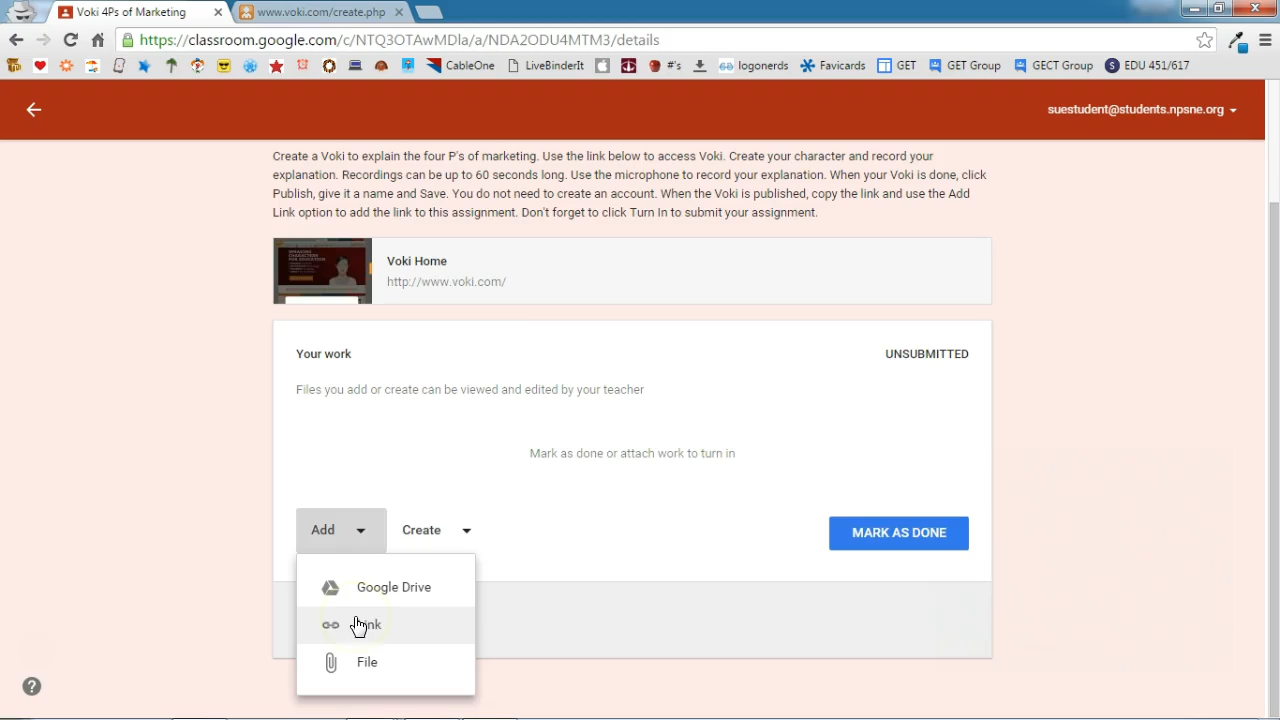 Voki 4Ps of Marketing
www.voki.com/create.php
https://classroom.google.com/c/NTQ3OTAwMDla/a/NDA2ODU4MTM3/details
CableOne
LiveBinderIt
#'s
logonerds
Favicards
GET
GET Group
GECT Group
EDU 451/617
suestudent@students.npsne.org
Create a Voki to explain the four P's of marketing. Use the link below to access Voki. Create your character and record your
explanation. Recordings can be up to 60 seconds long. Use the microphone to record your explanation. When your Voki is done, click
Publish, give it a name and Save. You do not need to create an account. When the Voki is published, copy the link and use the Add
Link option to add the link to this assignment. Don't forget to click Turn In to submit your assignment.
Voki Home
http://www.voki.com/
Your work
UNSUBMITTED
Files you add or create can be viewed and edited by your teacher
Mark as done or attach work to turn in
Add
Create
MARK AS DONE
Google Drive
Link
File